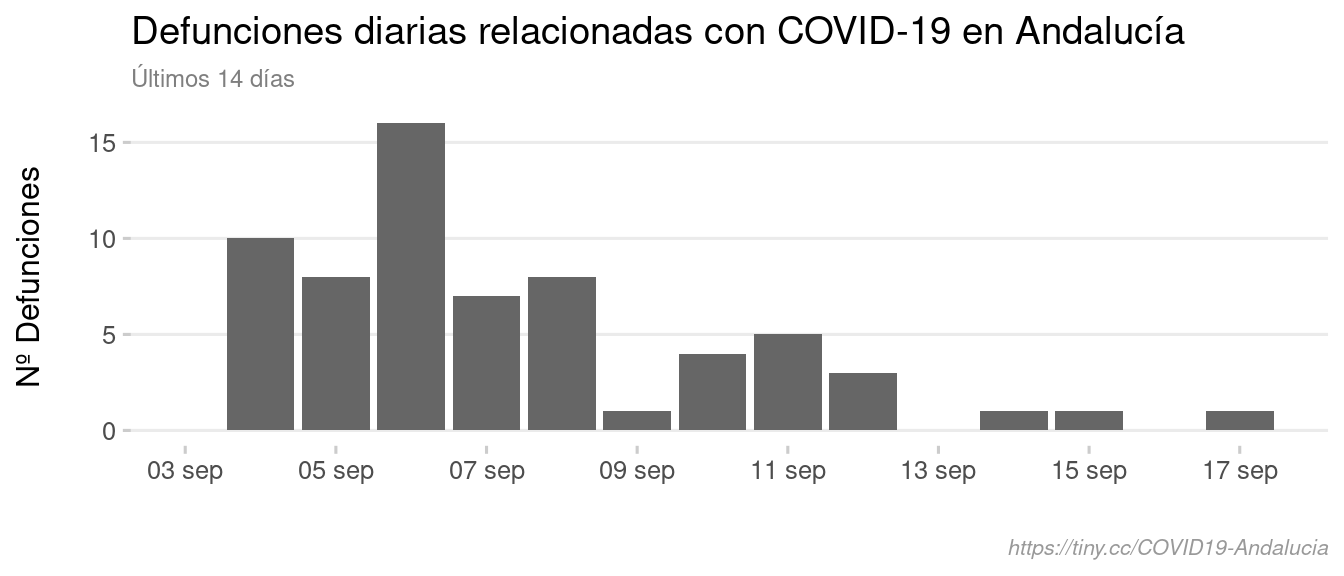 Defunciones diarias relacionadas con COVID-19 en Andalucía
Últimos 14 días
Nº Defunciones
15
10
5
0
03 sep 05 sep 07 sep 09 sep 11 sep 13 sep 15 sep 17 sep
https://tiny.cc/COVID19-Andalucia